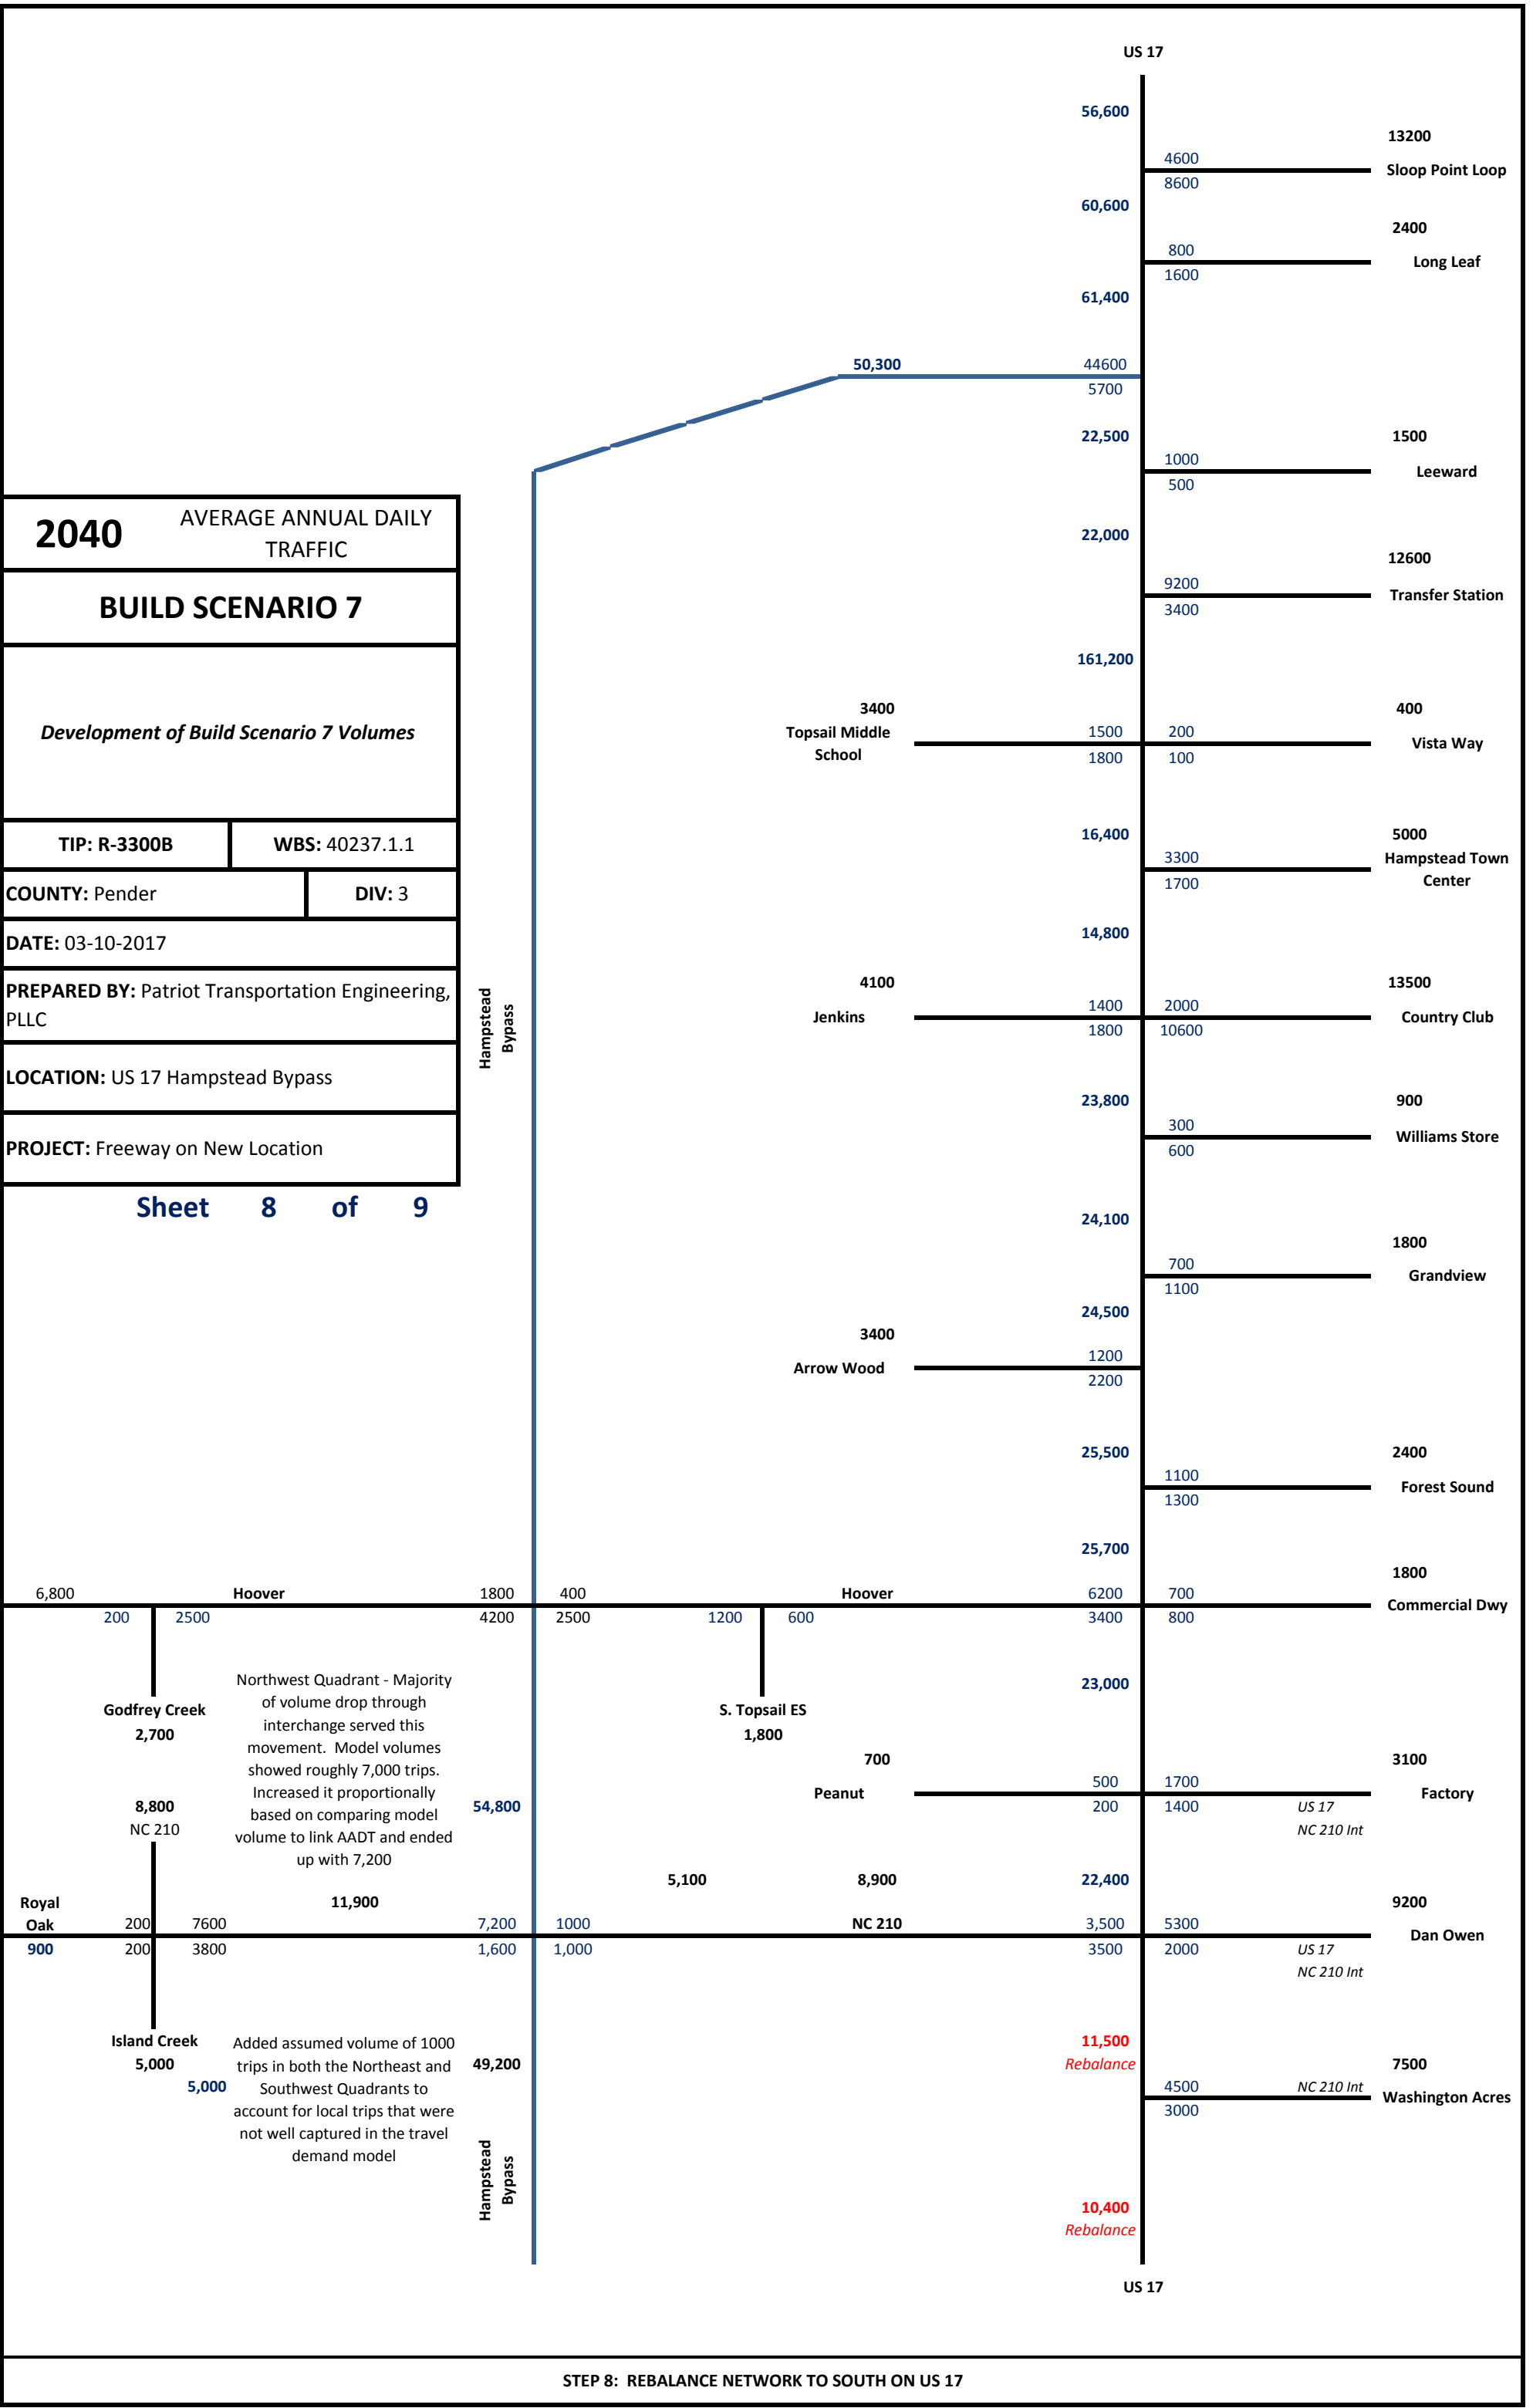 US 17
56,600
13200
4600
Sloop Point Loop
8600
60,600
2400
800
Long Leaf
1600
61,400
50,300
44600
5700
22,500
1500
1000
Leeward
500
2040
AVERAGE ANNUAL DAILY
TRAFFIC
BUILD SCENARIO 7
Development of Build Scenario 7 Volumes
TIP: R-3300B
WBS: 40237.1.1
COUNTY: Pender
DIV: 3
DATE: 03-10-2017
PREPARED BY: Patriot Transportation Engineering,
PLLC
LOCATION: US 17 Hampstead Bypass
PROJECT: Freeway on New Location
Sheet 8 of 9
Hampstead
Bypass
22,000
12600
9200
Transfer Station
3400
161,200
3400
Topsail Middle
School
1500
200
1800
100
400
Vista Way
16,400
5000
3300
Hampstead Town
Center
1700
14,800
4100
Jenkins
1400
2000
1800
10600
13500
Country Club
23,800
900
300
Williams Store
600
24,100
1800
700
Grandview
1100
24,500
3400
Arrow Wood
1200
2200
25,500
2400
1100
Forest Sound
1300
25,700
1800
6,800
Hoover
1800
400
Hoover
6200
700
Commercial Dwy
200
2500
4200
2500
1200
600
3400
800
Godfrey Creek
2,700
Northwest Quadrant - Majority
of volume drop through
interchange served this
movement. Model volumes
showed roughly 7,000 trips.
Increased it proportionally
based on comparing model
volume to link AADT and ended
up with 7,200
S. Topsail ES
1,800
23,000
700
Peanut
500
1700
200
1400
3100
Factory
US 17
NC 210 Int
8,800
NC 210
54,800
5,100
8,900
22,400
Royal
Oak
900
11,900
200
7600
200
3800
7,200
1000
1,600
1,000
NC 210
3,500
5300
3500
2000
9200
Dan Owen
US 17
NC 210 Int
Island Creek
5,000
5,000
Added assumed volume of 1000
trips in both the Northeast and
Southwest Quadrants to
account for local trips that were
not well captured in the travel
demand model
49,200
Hampstead
Bypass
11,500
Rebalance
7500
4500
NC 210 Int
Washington Acres
3000
10,400
Rebalance
US 17
STEP 8: REBALANCE NETWORK TO SOUTH ON US 17